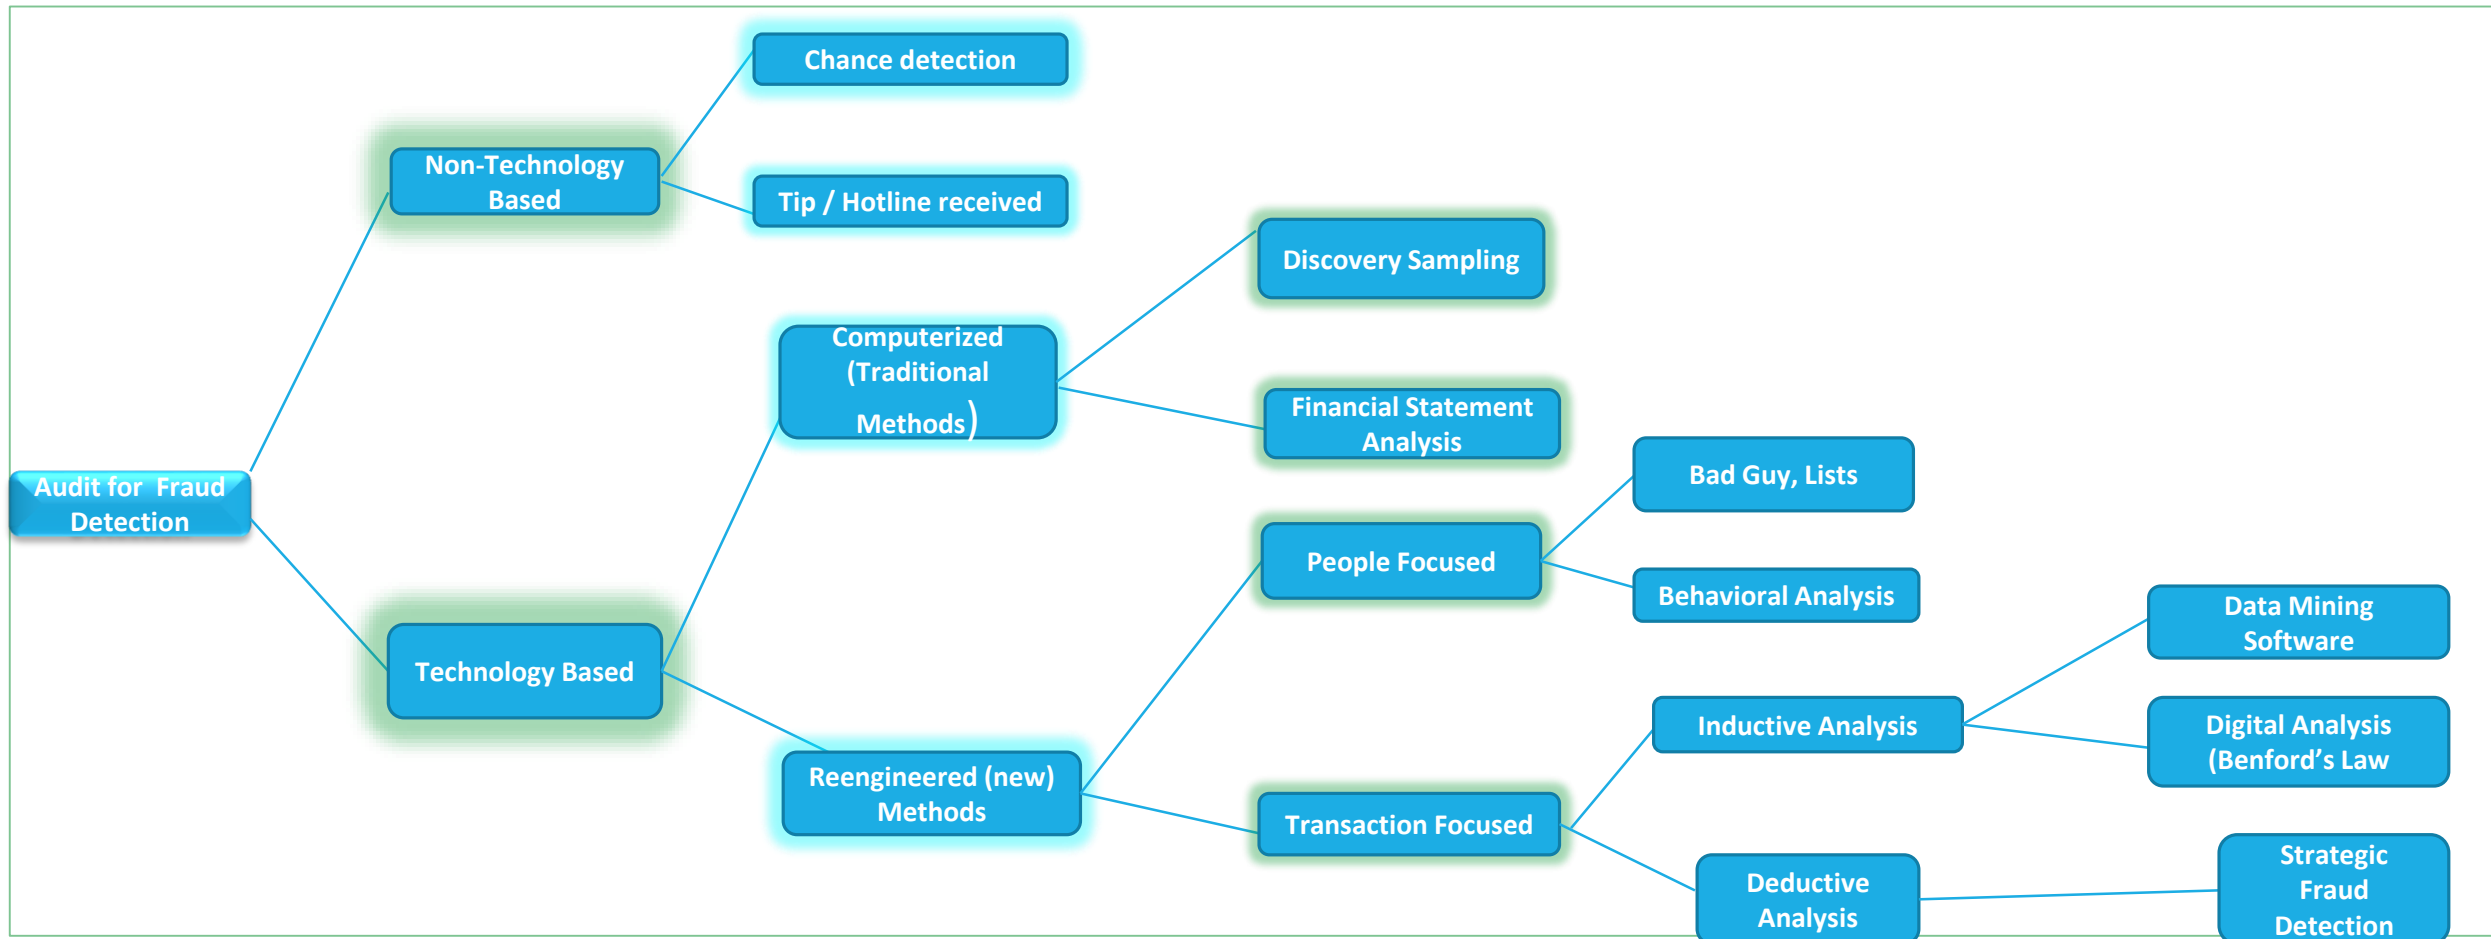 Chance detection
Non-Technology
Based
Tip / Hotline received
Discovery Sampling
Computerized
(Traditional
Methods)
Financial Statement
Analysis
Audit for  Fraud
Detection
Bad Guy, Lists
People Focused
Behavioral Analysis
Data Mining
Software
Technology Based
Inductive Analysis
Digital Analysis
(Benford’s Law
Reengineered (new)
Methods
Transaction Focused
Deductive
Analysis
Strategic
Fraud
Detection